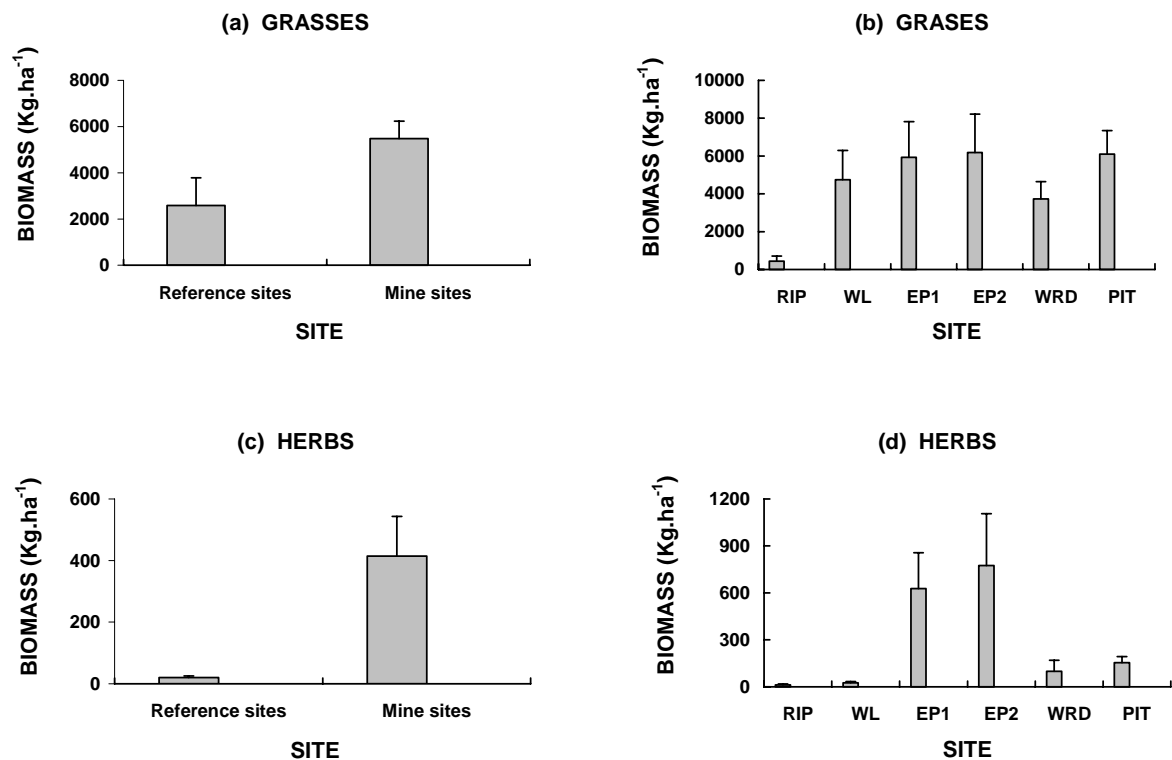 (a) GRASSES
BIOMASS (Kg.ha⁻¹)
8000
6000
4000
2000
0
Reference sites Mine sites
SITE
(b) GRASES
BIOMASS (Kg.ha⁻¹)
10000
8000
6000
4000
2000
0
RIP WL EP1 EP2 WRD PIT
SITE
(c) HERBS
BIOMASS (Kg.ha⁻¹)
600
400
200
0
Reference sites Mine sites
SITE
(d) HERBS
BIOMASS (Kg.ha⁻¹)
1200
900
600
300
0
RIP WL EP1 EP2 WRD PIT
SITE